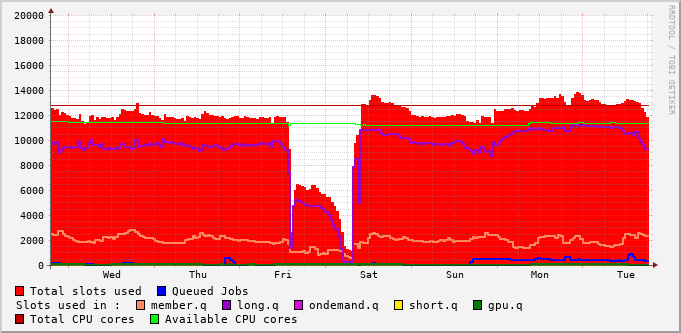 20000
18000
16000
14000
12000
10000
8000
6000
4000
2000
0
Wed Thu Fri Sat Sun Mon Tue
RRDTOOL / TOBI OETIKER
Total slots used Queued Jobs
Slots used in : member.q long.q ondemand.q short.q gpu.q
Total CPU cores Available CPU cores